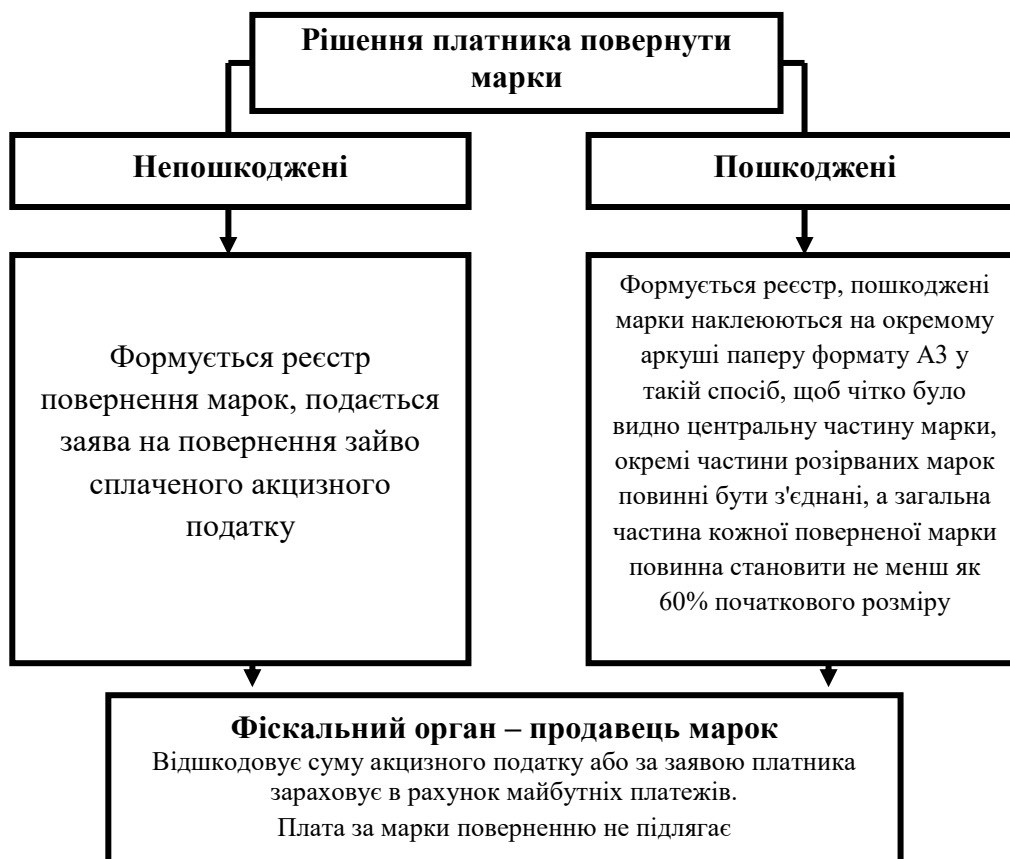 Рішення платника повернути
марки
Непошкоджені
Пошкоджені
Формується реєстр
повернення марок, подається
заява на повернення зайво
сплаченого акцизного
податку
Формується реєстр, пошкоджені
марки наклеюються на окремому
аркуші паперу формату А3 у
такій спосіб, щоб чітко було
видно центральну частину марки,
окремі частини розірваних марок
повинні бути з'єднані, а загальна
частина кожної поверненої марки
повинна становити не менш як
60% початкового розміру
Фіскальний орган – продавець марок
Відшкодовує суму акцизного податку або за заявою платника
зараховує в рахунок майбутніх платежів.
Плата за марки поверненню не підлягає